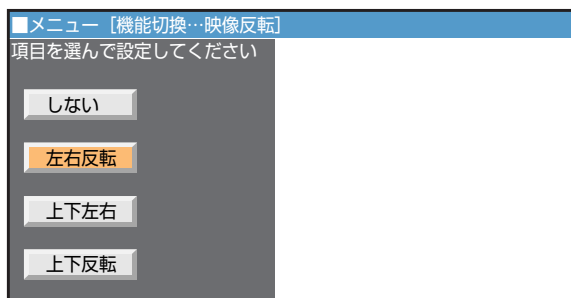 ■メニュー［機能切換…映像反転］
項目を選んで設定してください
しない
左右反転
上下左右
上下反転